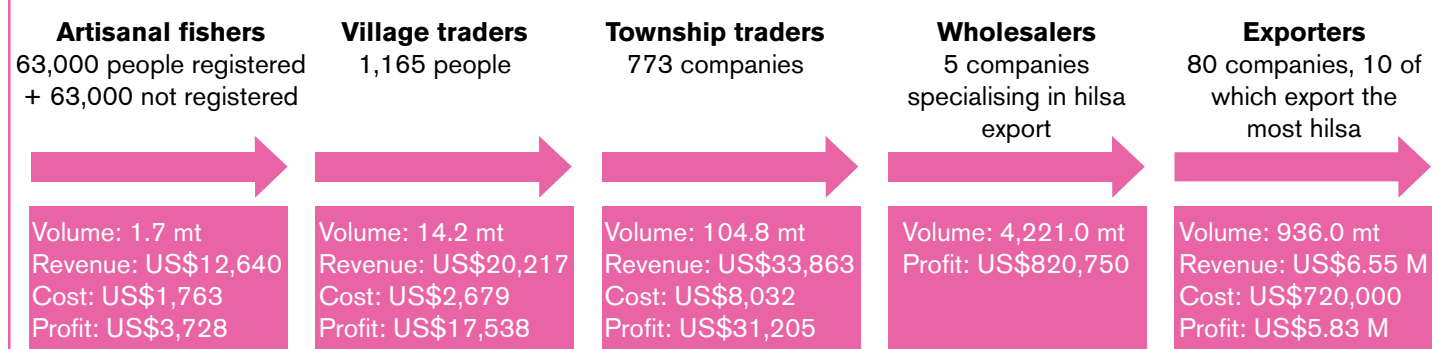 Artisanal fishers
63,000 people registered
+ 63,000 not registered
Village traders
1,165 people
Township traders
773 companies
Wholesalers
5 companies
specialising in hilsa
export
Exporters
80 companies, 10 of
which export the
most hilsa
Volume: 1.7 mt
Revenue: US$12,640
Cost: US$1,763
Profit: US$3,728
Volume: 14.2 mt
Revenue: US$20,217
Cost: US$2,679
Profit: US$17,538
Volume: 104.8 mt
Revenue: US$33,863
Cost: US$8,032
Profit: US$31,205
Volume: 4,221.0 mt
Profit: US$820,750
Volume: 936.0 mt
Revenue: US$6.55 M
Cost: US$720,000
Profit: US$5.83 M